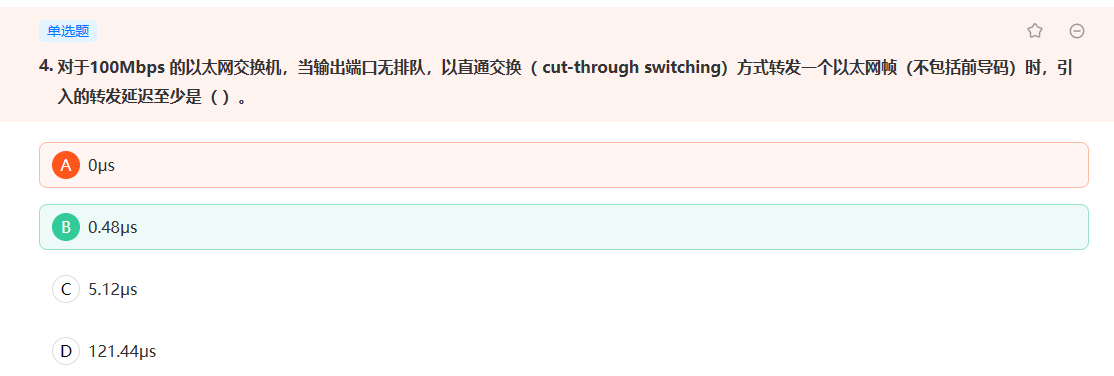 单选题
4. 对于100Mbps 的以太网交换机，当输出端口无排队，以直通交换（ cut-through switching）方式转发一个以太网帧（不包括前导码）时，引
入的转发延迟至少是（ ）。
A 0μs
B 0.48μs
C 5.12μs
D 121.44μs